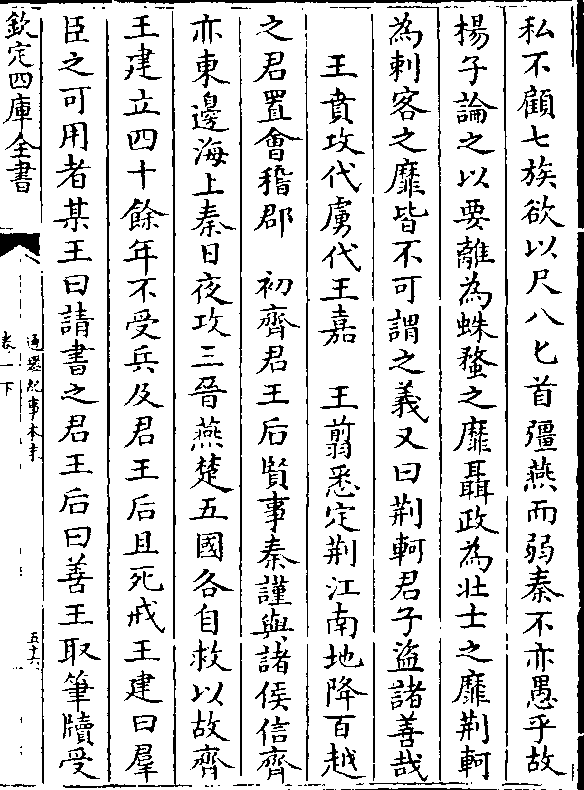 私不顧七族欲以尺八匕首彊燕而弱秦不亦愚乎故
楊子論之以要離為蛛蝥之靡聶政為壯士之靡荆軻
為刺客之靡皆不可謂之義又曰荆軻君子盜諸善哉
王賁攻代虜代王嘉　王翦悉定荆江南地降百越
之君置會稽郡　初齊君王后賢事秦謹與諸侯信齊
亦東邊海上秦日夜攻三晉燕楚五國各自救以故齊
王建立四十餘年不受兵及君王后且死戒王建曰羣
臣之可用者某王曰請書之君王后曰善王取筆牘受
欽定四庫全書
通鑑紀事本末
卷一下
五十六